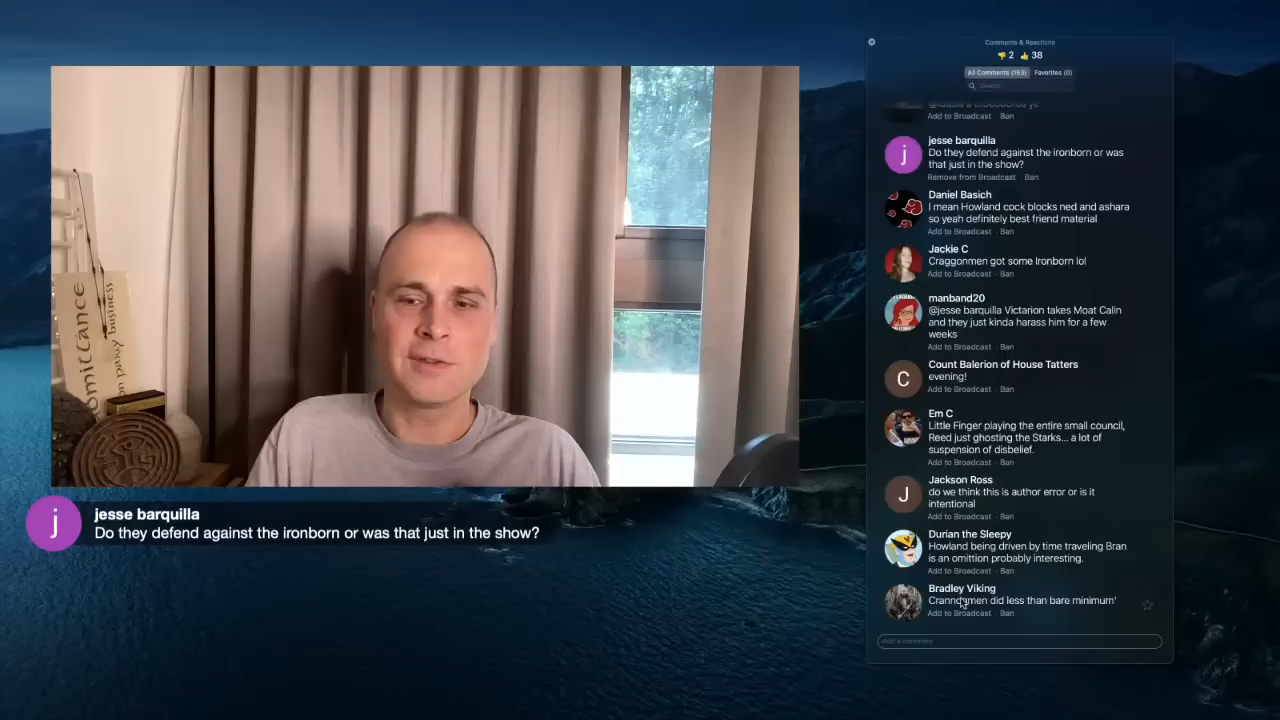 omittance
on paky business
jesse barquilla
Do they defend against the ironborn or was that just in the show?
Comments & Reactions
2 38
All Comments (153) Favorites (0)
Search
Add to Broadcast · Ban
j
jesse barquilla
Do they defend against the ironborn or was
that just in the show?
Remove from Broadcast · Ban
Daniel Basich
I mean Howland cock blocks ned and ashara
so yeah definitely best friend material
Add to Broadcast · Ban
Jackie C
Craggonmen got some Ironborn lol
Add to Broadcast · Ban
manband20
@jesse barquilla Victarion takes Moat Calin
and they just kinda harass him for a few
weeks
Add to Broadcast · Ban
C
Count Balerion of House Tatters
evening!
Add to Broadcast · Ban
Em C
Little Finger playing the entire small council,
Reed just ghosting the Starks... a lot of
suspension of disbelief.
Add to Broadcast · Ban
J
Jackson Ross
do we think this is author error or is it
intentional
Add to Broadcast · Ban
Durian the Sleepy
Howland being driven by time traveling Bran
is an omittion probably interesting.
Add to Broadcast · Ban
Bradley Viking
men did less than bare minimum'
Add to Broadcast · Ban
Add a comment
j